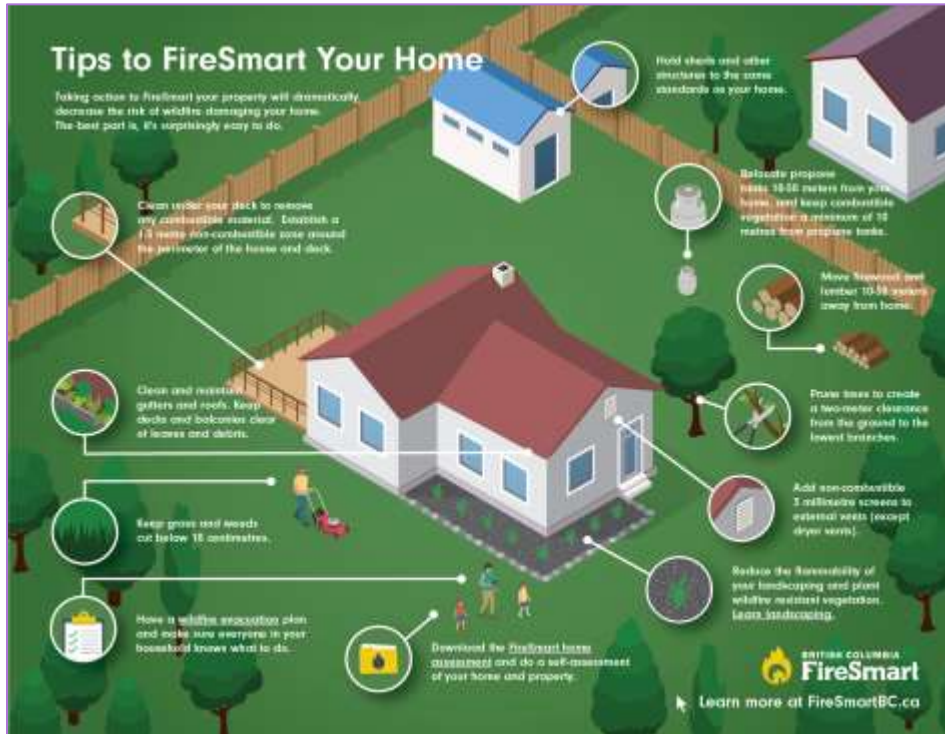 Tips to FireSmart Your Home
Taking action to FireSmart your property will dramatically
decrease the risk of wildfire damaging your home.
The best part is, it's surprisingly easy to do.
Hold sheds and other
structures to the same
standards as your home.
Clean under your deck to remove
any combustible material. Establish a
1.5 metre non-combustible zone around
the perimeter of the house and deck.
Relocate propane
tanks 10-50 meters from your
home, and keep combustible
vegetation a minimum of 10
metres from propane tanks.
Move firewood and
lumber 10-50 meters
away from home.
Clean and maintain
gutters and roofs. Keep
decks and balconies clear
of leaves and debris.
Prune trees to create
a two-meter clearance
from the ground to the
lowest branches.
Add non-combustible
3 millimetre screens to
external vents (except
dryer vents).
Keep grass and weeds
cut below 10 centimetres.
Reduce the flammability of
your landscaping and plant
wildfire resistant vegetation.
Learn landscaping.
Have a wildfire evacuation plan
and make sure everyone in your
household knows what to do.
Download the FireSmart home
assessment and do a self-assessment
of your home and property.
BRITISH COLUMBIA
FireSmart
Learn more at FireSmartBC.ca